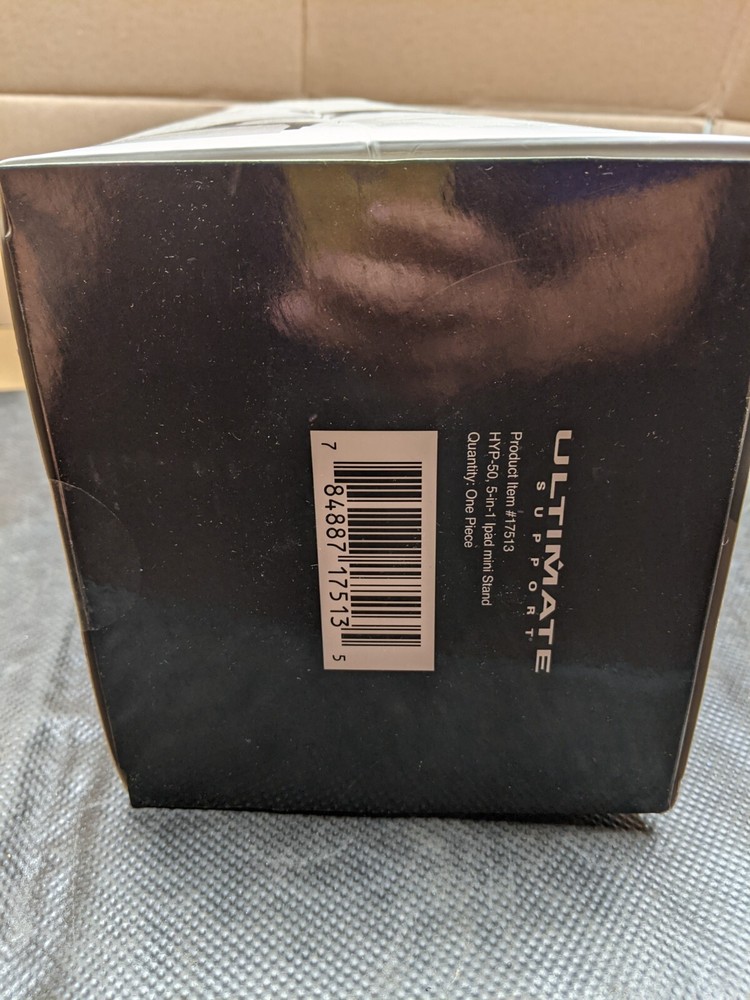 ULTIMATE
SUPPORT
Product Item #17513
HYP-50, 5-in-1 Ipad mini Stand
Quantity: One Piece
7 84887 17513 5